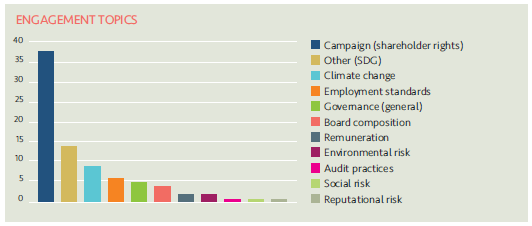 ENGAGEMENT TOPICS
40
35
30
25
20
15
10
5
0
Campaign (shareholder rights)
Other (SDG)
Climate change
Employment standards
Governance (general)
Board composition
Remuneration
Environmental risk
Audit practices
Social risk
Reputational risk